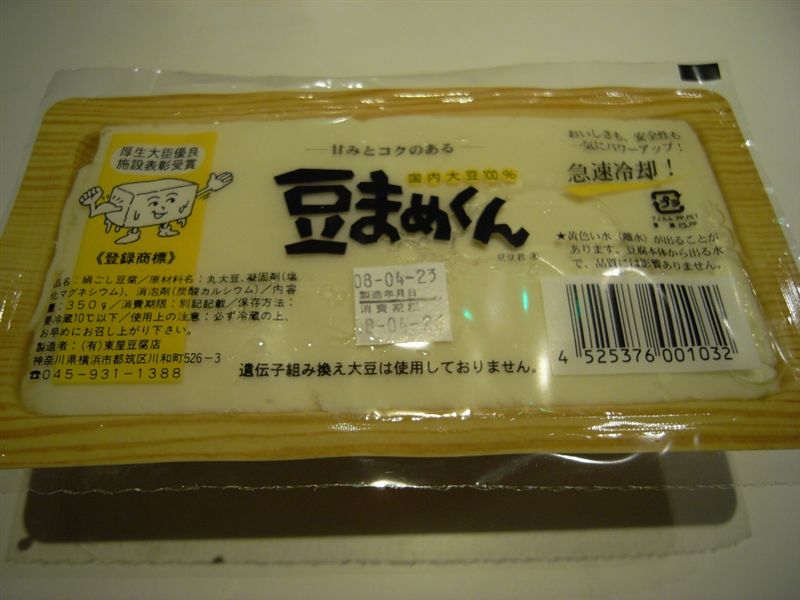 厚生大臣優良
施設表彰受賞
《登録商標》
甘みとコクのある
国内大豆100%
豆まめくん
豆豆君®
おいしさも、安全性も
一気にパワーアップ!
急速冷却!
プラ
★黄色い水(離水)が出ることが
あります。豆腐本体から出る水
で、品質には影響ありません。
品名:絹ごし豆腐/原材料名:丸大豆、凝固剤(塩
化マグネシウム)、消泡剤(炭酸カルシウム)/内容
量:350g/消費期限:別記記載/保存方法:
要冷蔵10℃以下/使用上の注意:必ず冷蔵の上、
お早めにお召し上がり下さい。
製造者:(有)東屋豆腐店
神奈川県横浜市都筑区川和町526-3
☎045-931-1388
08-04-23
製造年月日
消費期限
遺伝子組み換え大豆は使用しておりません。
4 525376 001032